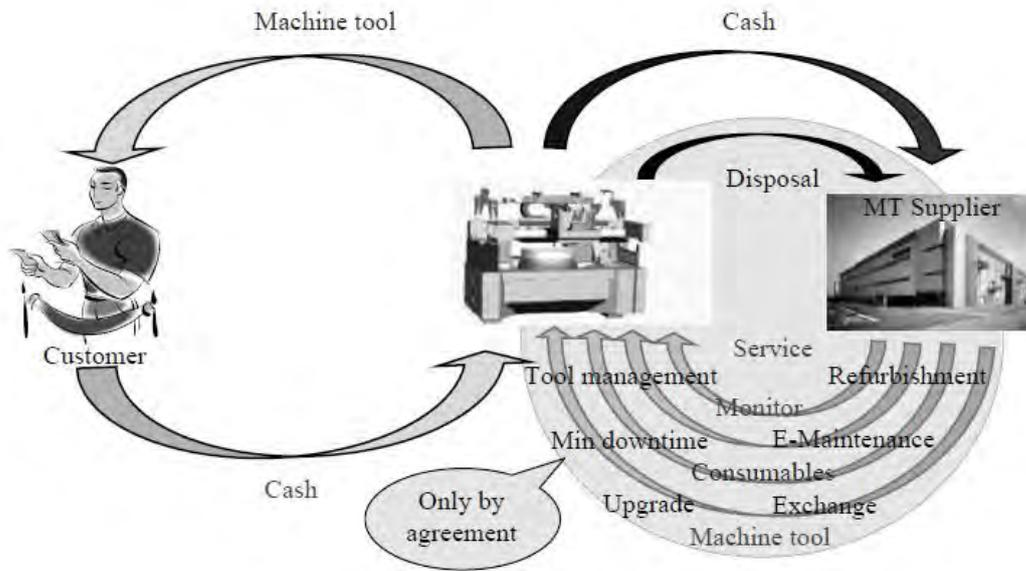 Machine tool
Cash
Disposal
MT Supplier
Customer
Service
Tool management
Refurbishment
Monitor
Min downtime
E-Maintenance
Consumables
Cash
Only by
agreement
Upgrade
Exchange
Machine tool